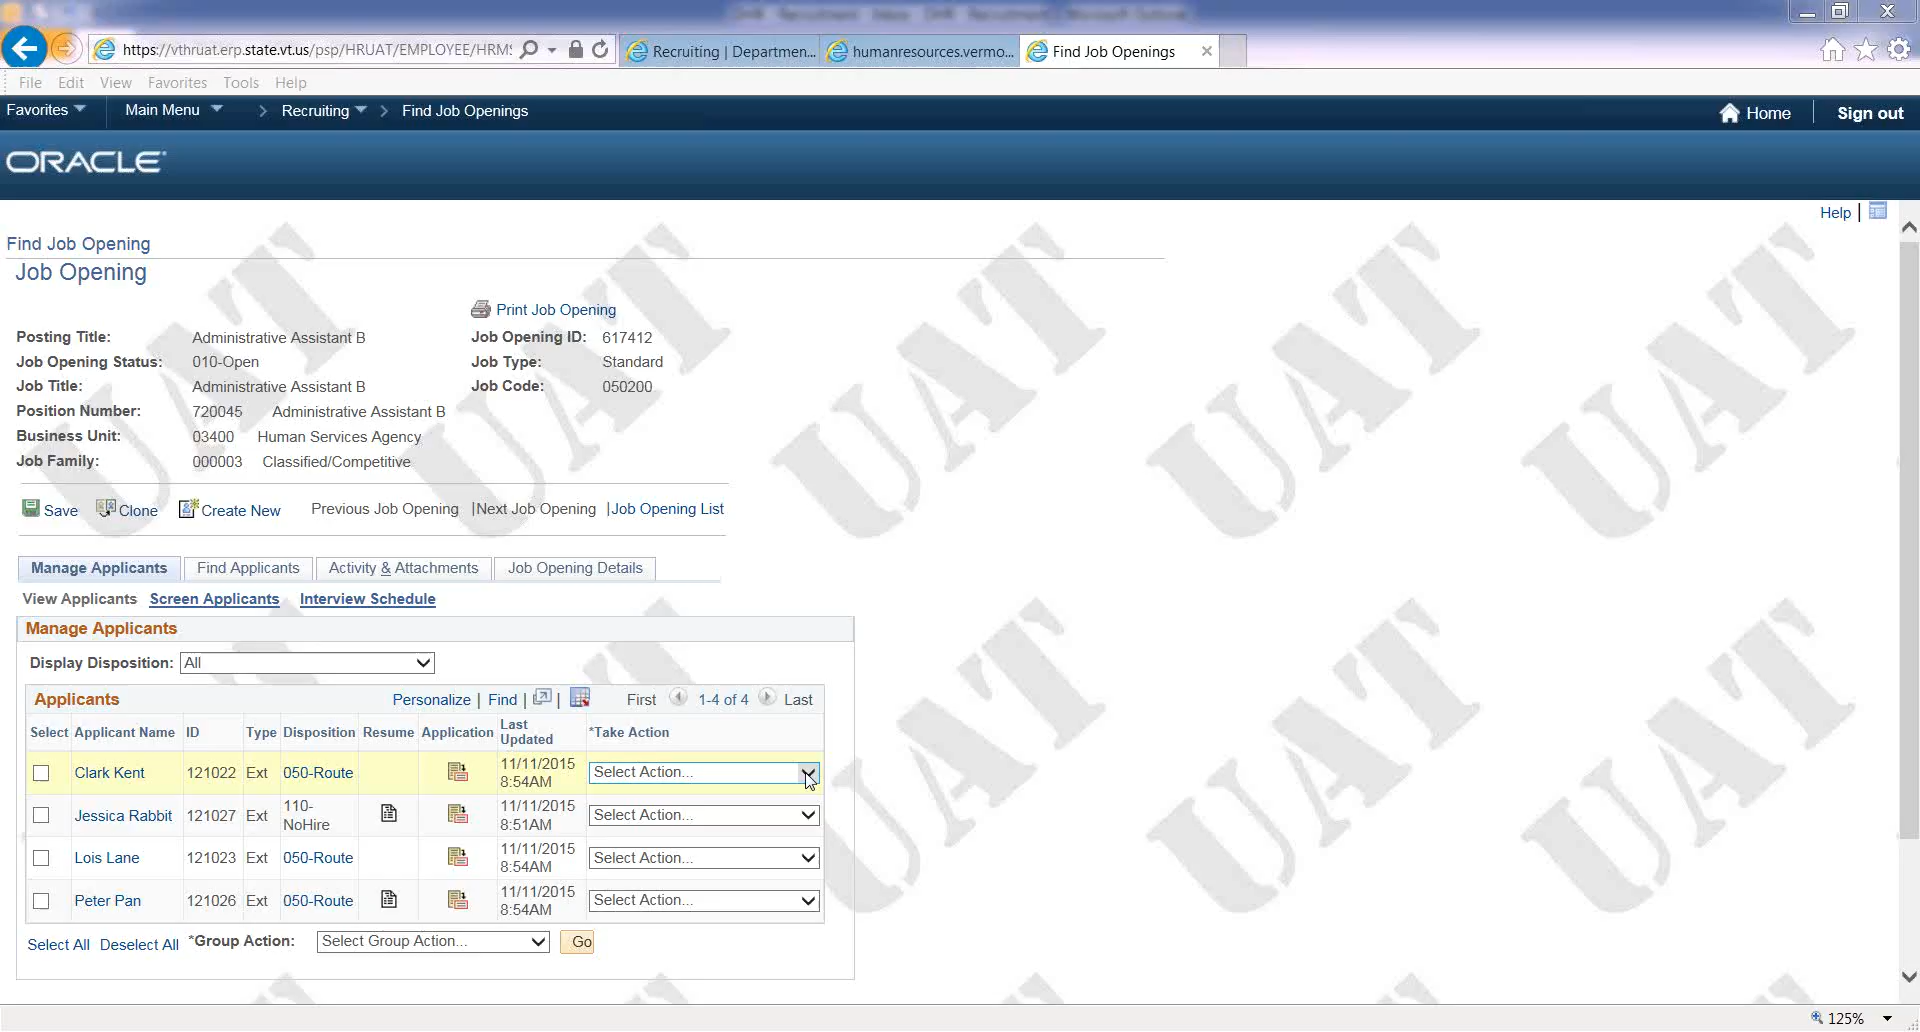 https://vthruat.erp.state.vt.us/psp/HRUAT/EMPLOYEE/HRMS
Recruiting | Departmen...
humanresources.vermo...
Find Job Openings
File Edit View Favorites Tools Help
Favorites Main Menu > Recruiting > Find Job Openings
Home Sign out
ORACLE
Help |
Find Job Opening
Job Opening
Print Job Opening
Posting Title: Administrative Assistant B Job Opening ID: 617412
Job Opening Status: 010-Open Job Type: Standard
Job Title: Administrative Assistant B Job Code: 050200
Position Number: 720045 Administrative Assistant B
Business Unit: 03400 Human Services Agency
Job Family: 000003 Classified/Competitive
Save Clone Create New Previous Job Opening |Next Job Opening |Job Opening List
Manage Applicants Find Applicants Activity & Attachments Job Opening Details
View Applicants Screen Applicants Interview Schedule
Manage Applicants
Display Disposition: All
Applicants Personalize | Find | | First 1-4 of 4 Last
Select Applicant Name ID Type Disposition Resume Application Last Updated *Take Action
Clark Kent 121022 Ext 050-Route 11/11/2015 8:54AM Select Action...
Jessica Rabbit 121027 Ext 110-NoHire 11/11/2015 8:51AM Select Action...
Lois Lane 121023 Ext 050-Route 11/11/2015 8:54AM Select Action...
Peter Pan 121026 Ext 050-Route 11/11/2015 8:54AM Select Action...
Select All Deselect All *Group Action: Select Group Action... Go
UAT UAT UAT UAT UAT
UAT UAT UAT
125%